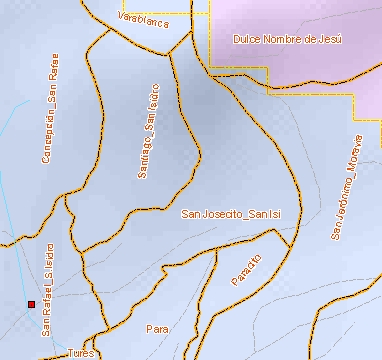 Varablanca
Dulce Nombre de Jesú
Concepción_San Rafae
Santiago_San Isidro
San Jerónimo_Moravia
San Josecito_San Isi
San Rafael_S.Isidro
Paracito
Para
Tures